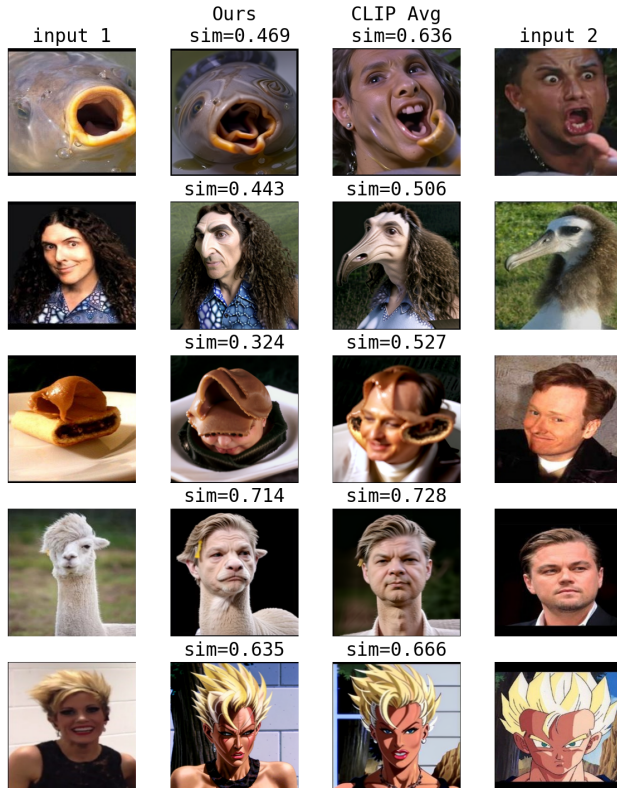 Ours
CLIP Avg
input 1
sim=0.469
sim=0.636
input 2
sim=0.443
sim=0.506
sim=0.324
sim=0.527
sim=0.714
sim=0.728
sim=0.635
sim=0.666